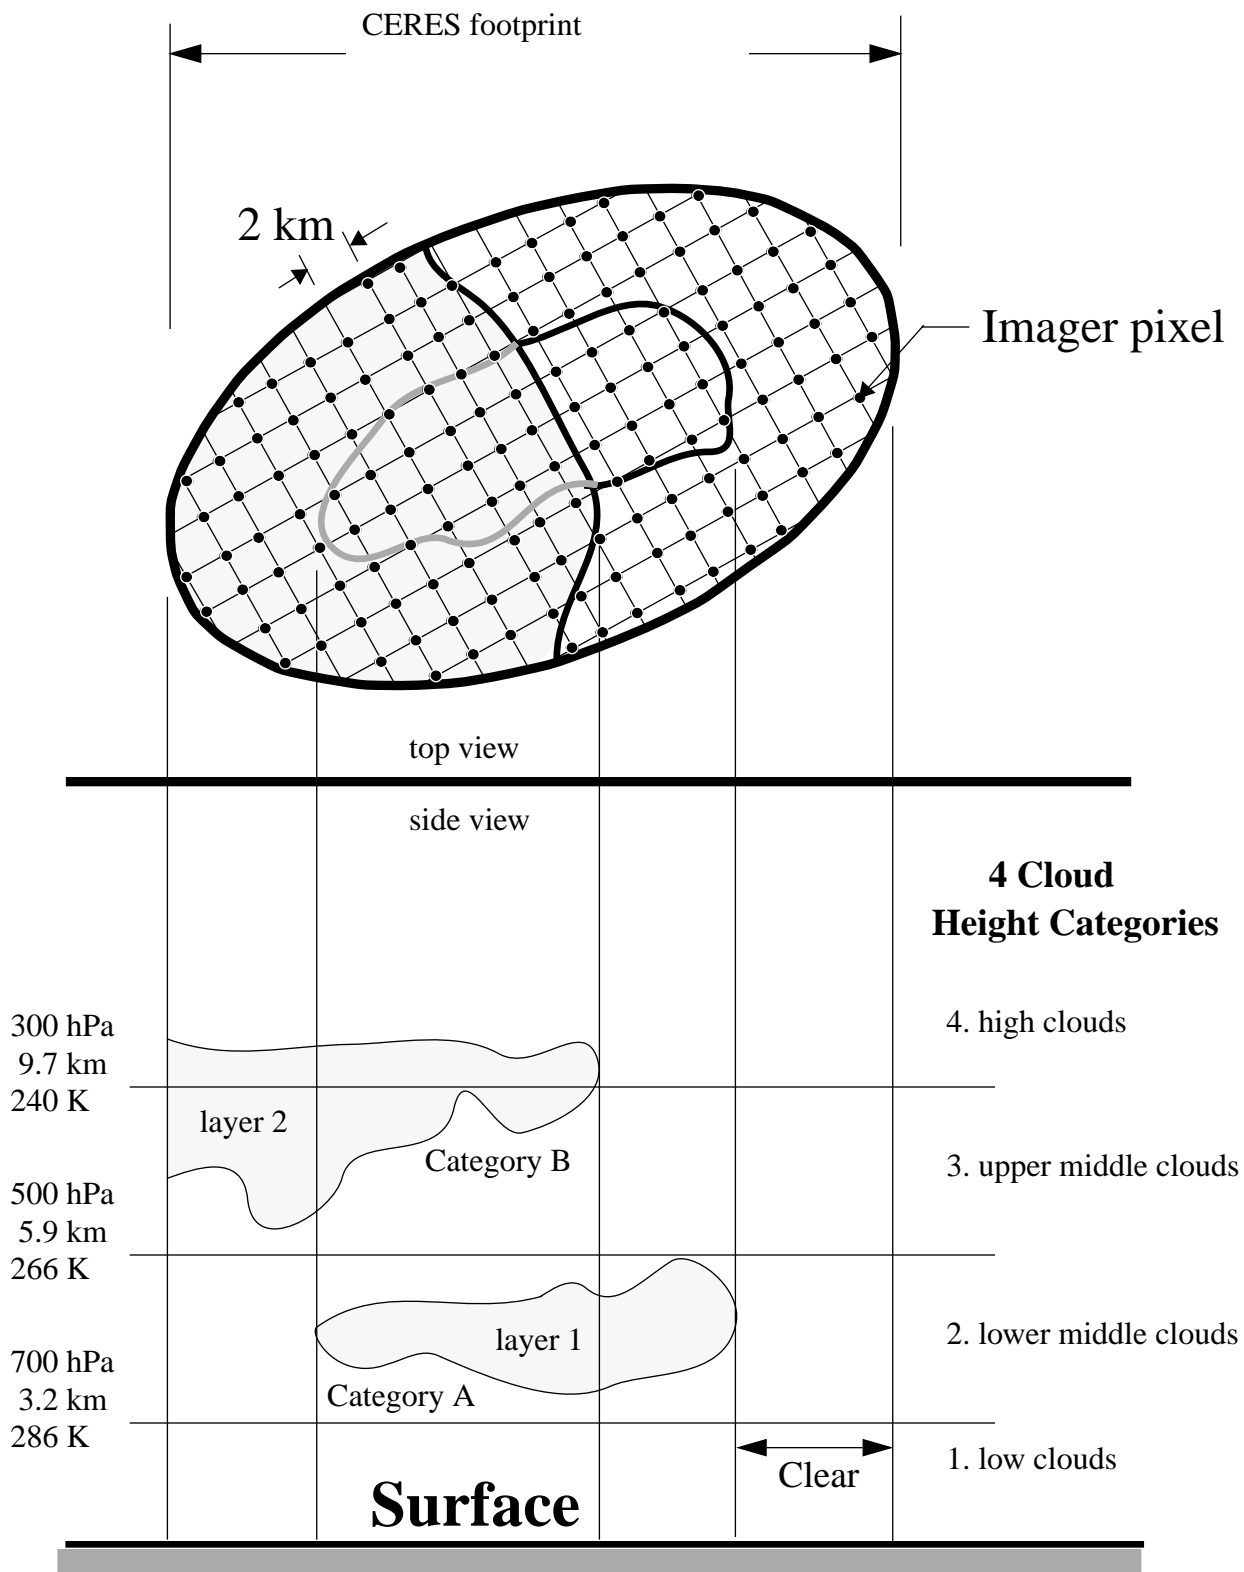 CERES footprint
2 km
Imager pixel
top view
side view
4 Cloud
Height Categories
300 hPa
9.7 km
240 K
4. high clouds
layer 2
Category B
3. upper middle clouds
500 hPa
5.9 km
266 K
layer 1
2. lower middle clouds
700 hPa
3.2 km
286 K
Category A
Clear
1. low clouds
Surface